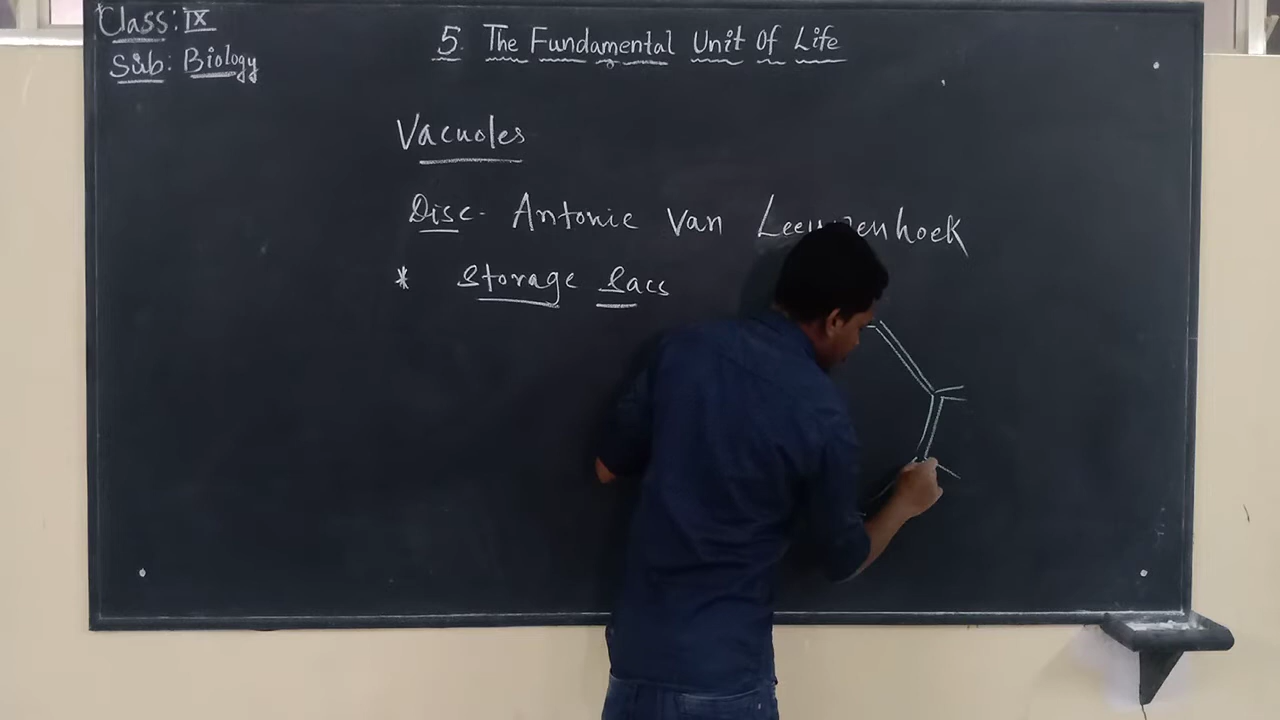 Class: IX
Sub: Biology
5. The Fundamental Unit Of Life
Vacuoles
Disc- Antonie Van
* Storage Sacs